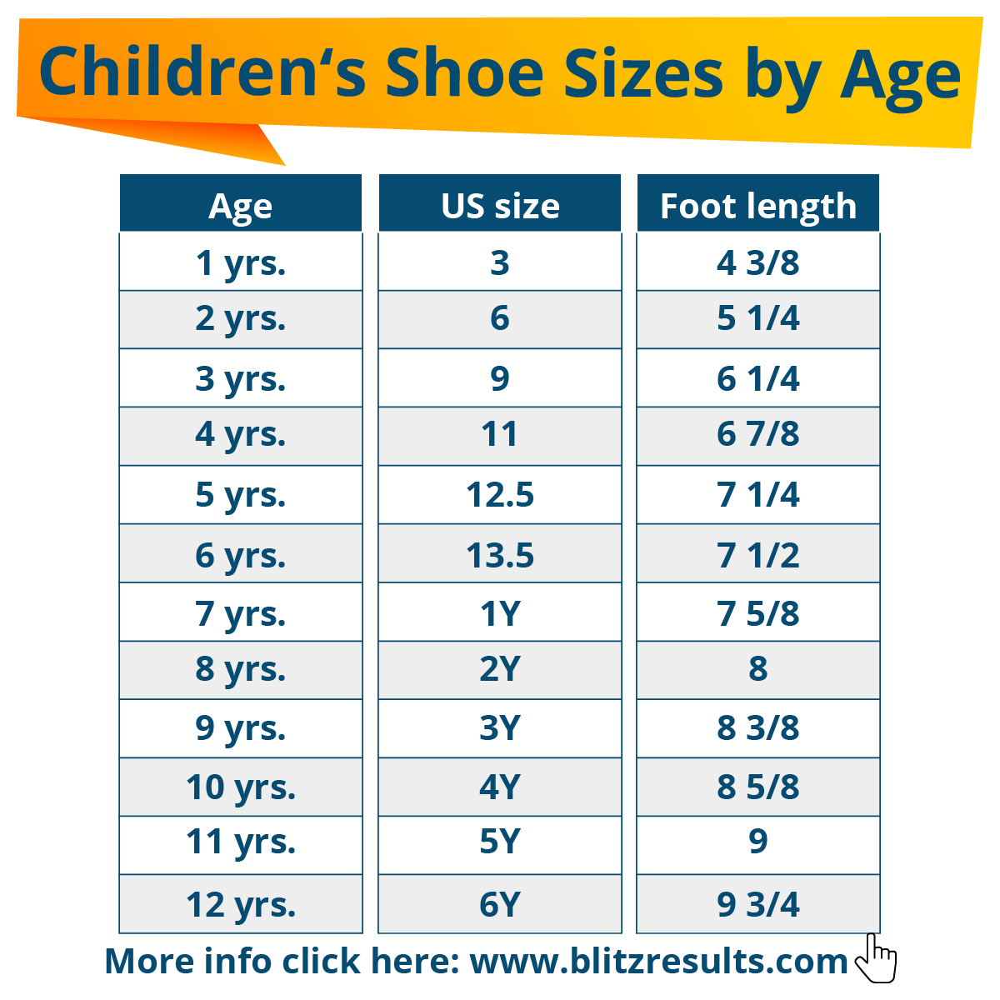 Children‘s Shoe Sizes by Age
Age US size Foot length
1 yrs. 3 4 3/8
2 yrs. 6 5 1/4
3 yrs. 9 6 1/4
4 yrs. 11 6 7/8
5 yrs. 12.5 7 1/4
6 yrs. 13.5 7 1/2
7 yrs. 1Y 7 5/8
8 yrs. 2Y 8
9 yrs. 3Y 8 3/8
10 yrs. 4Y 8 5/8
11 yrs. 5Y 9
12 yrs. 6Y 9 3/4
More info click here: www.blitzresults.com